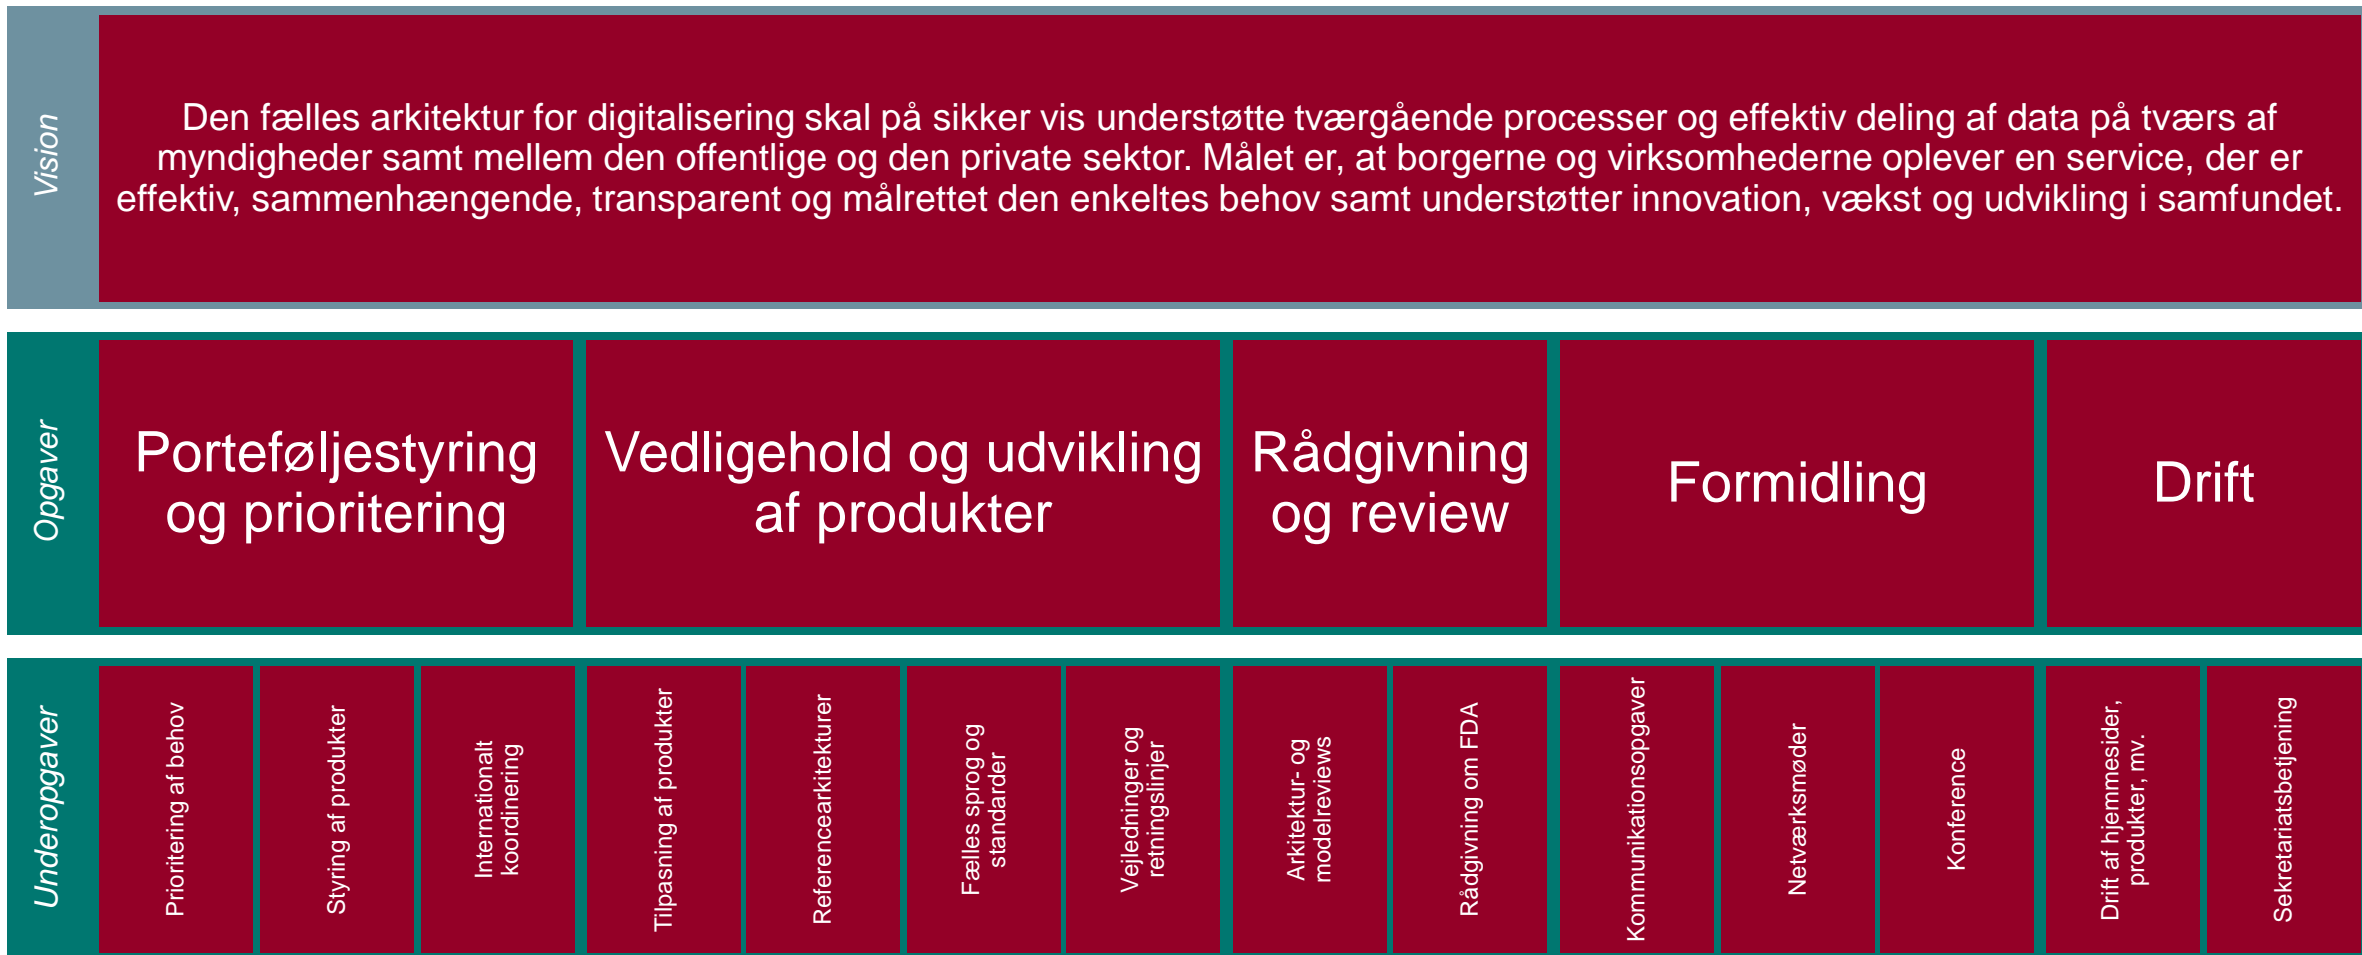 Vision
Den fælles arkitektur for digitalisering skal på sikker vis understøtte tværgående processer og effektiv deling af data på tværs af
myndigheder samt mellem den offentlige og den private sektor. Målet er, at borgerne og virksomhederne oplever en service, der er
effektiv, sammenhængende, transparent og målrettet den enkeltes behov samt understøtter innovation, vækst og udvikling i samfundet.
Opgaver
Porteføljestyring
og prioritering
Vedligehold og udvikling
af produkter
Rådgivning
og review
Formidling
Drift
Underopgaver
Prioritering af behov
Styring af produkter
Internationalt
koordinering
Tilpasning af produkter
Referencearkitekturer
Fælles sprog og
standarder
Vejledninger og
retningslinjer
Arkitektur- og
modelreviews
Rådgivning om FDA
Kommunikationsopgaver
Netværksmøder
Konference
Drift af hjemmesider,
produkter, mv.
Sekretariatsbetjening